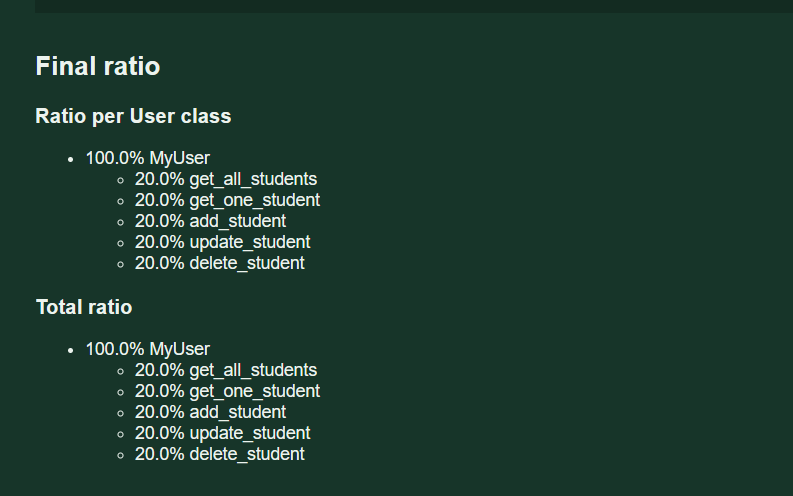 Final ratio
Ratio per User class
100.0% MyUser
20.0% get_all_students
20.0% get_one_student
20.0% add_student
20.0% update_student
20.0% delete_student
Total ratio
100.0% MyUser
20.0% get_all_students
20.0% get_one_student
20.0% add_student
20.0% update_student
20.0% delete_student